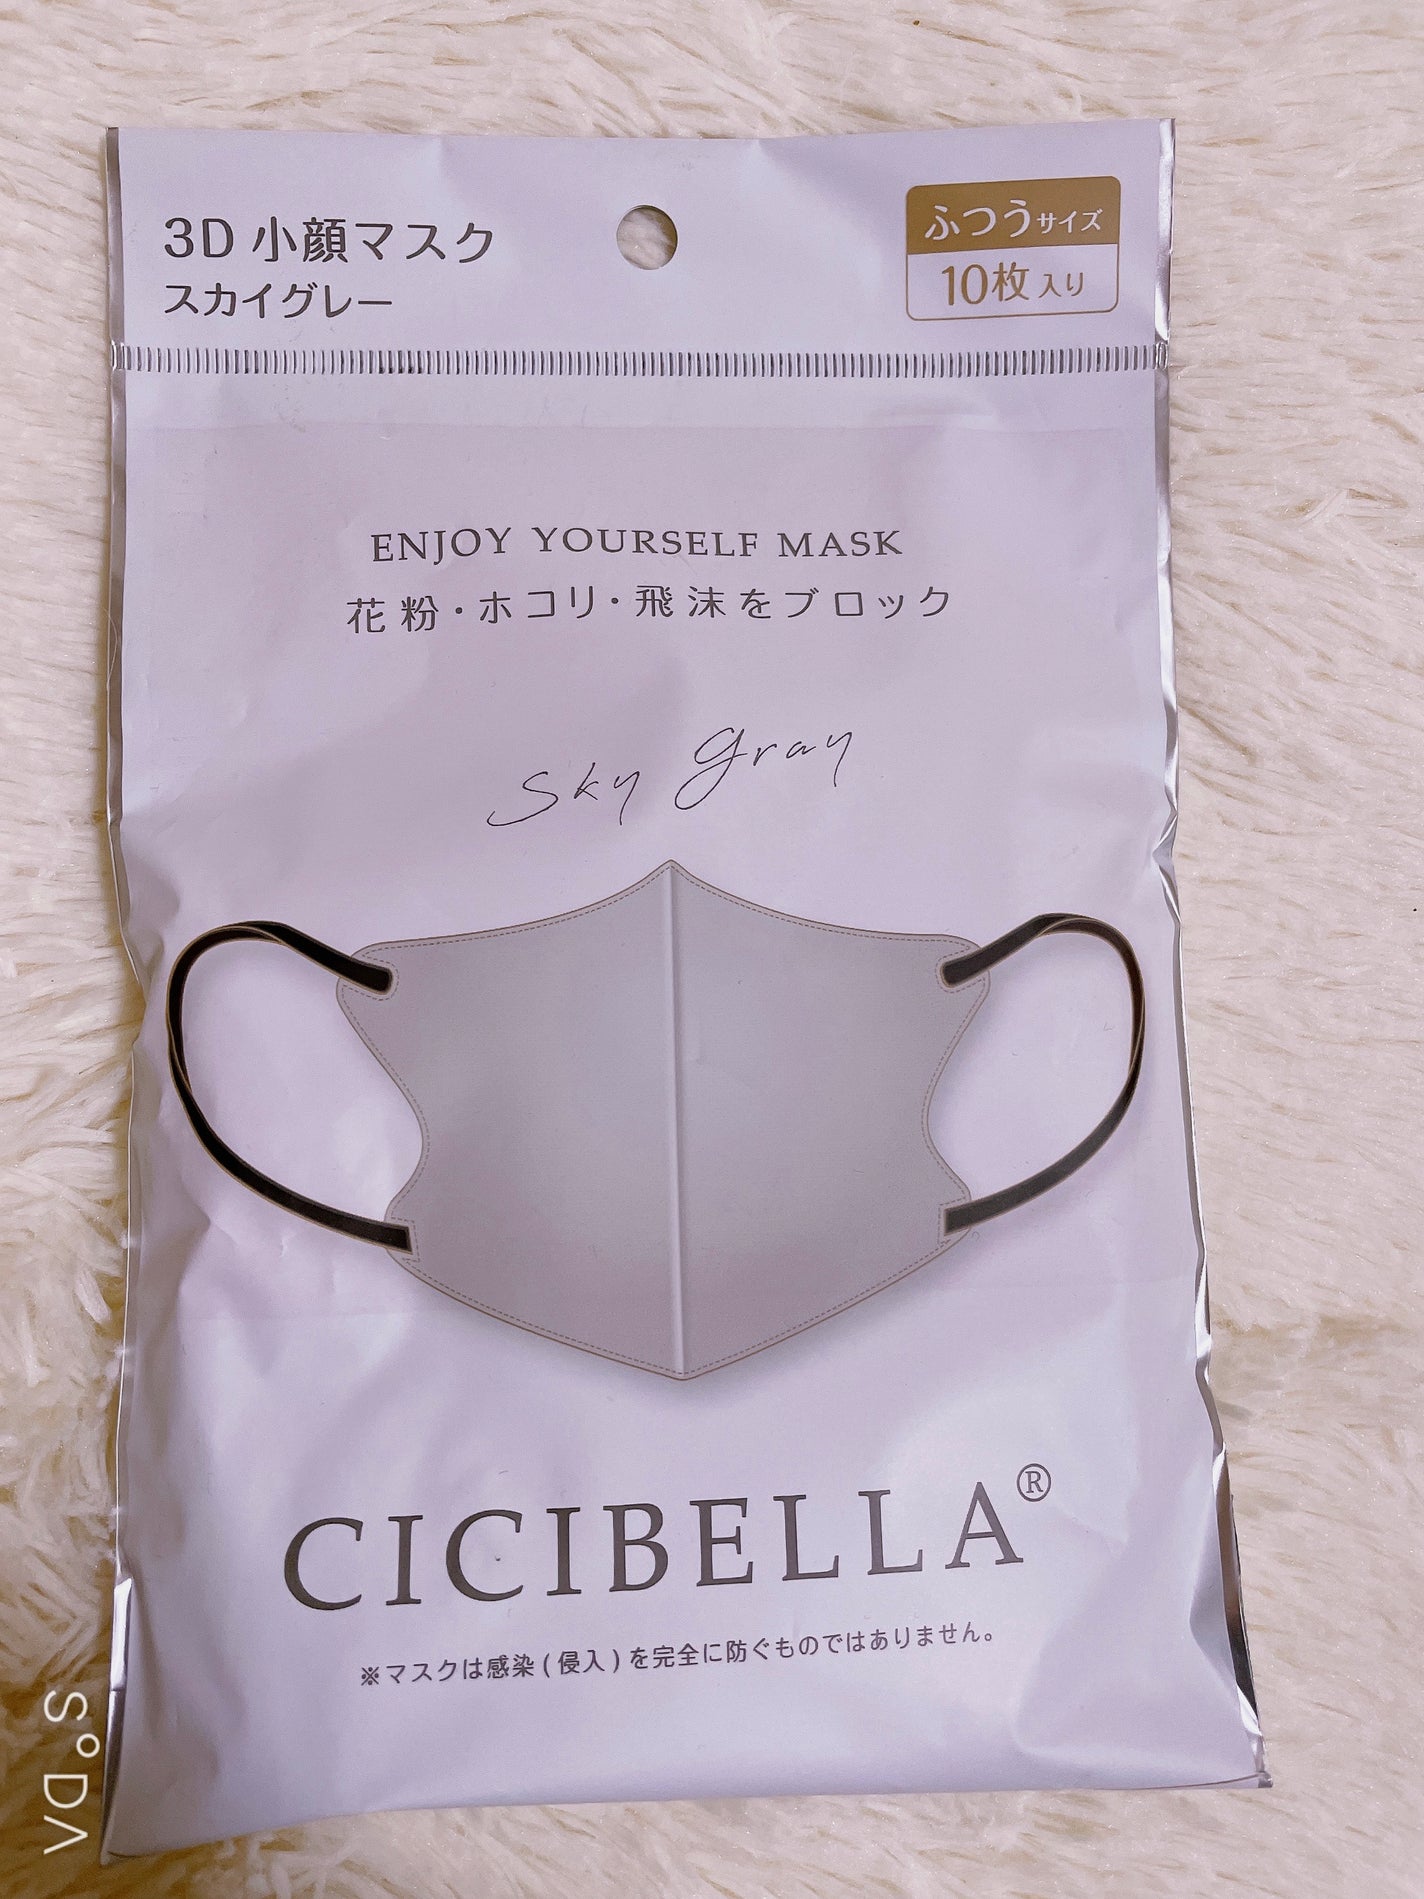 3D 小顔マスク
スカイグレー
ふつうサイズ
10枚入り
ENJOY YOURSELF MASK
花粉・ホコリ・飛沫をブロック
Sky gray
CICIBELLA®
※マスクは感染(侵入)を完全に防ぐものではありません。
SODA